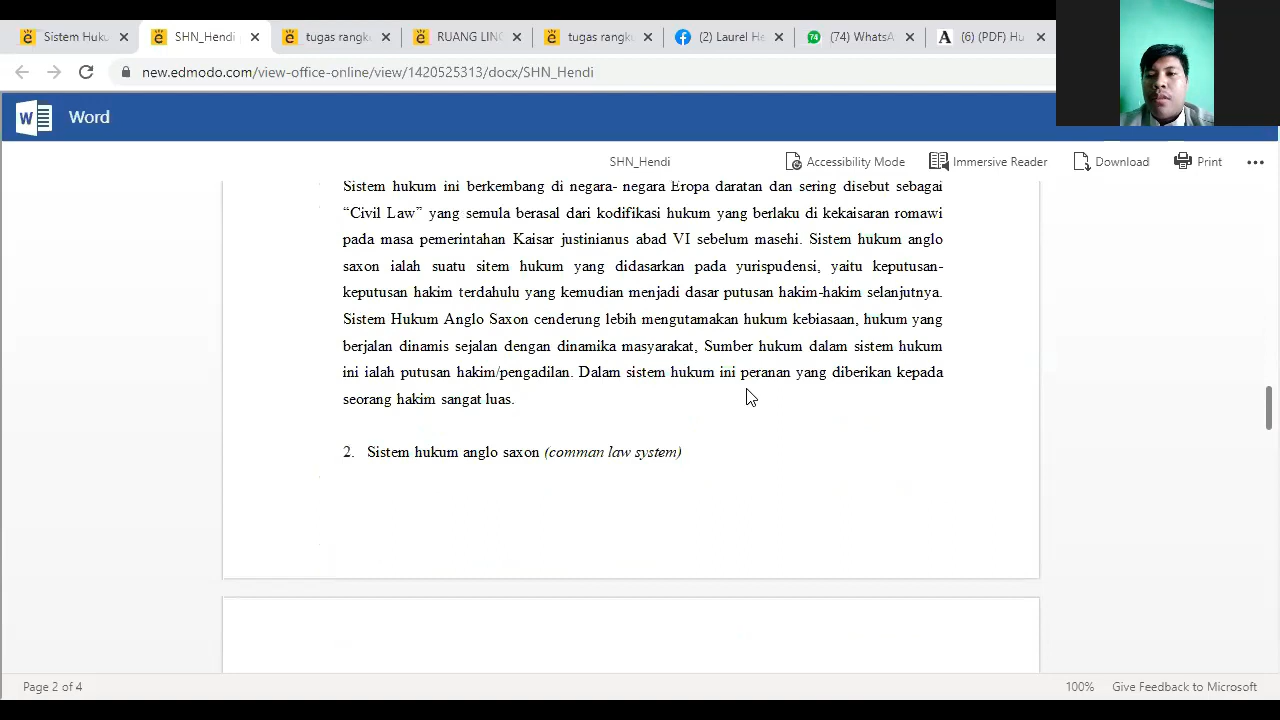 Sistem Huku
SHN_Hendi
tugas rangku
RUANG LING
tugas rangku
(2) Laurel He
(74) WhatsA
(6) (PDF) Hu
new.edmodo.com/view-office-online/view/1420525173/docx/SHN_Hendi
Word
SHN_Hendi
Accessibility Mode
Immersive Reader
Download
Print
Sistem hukum ini berkembang di negara- negara Eropa daratan dan sering disebut sebagai
“Civil Law” yang semula berasal dari kodifikasi hukum yang berlaku di kekaisaran romawi
pada masa pemerintahan Kaisar justinianus abad VI sebelum masehi. Sistem hukum anglo
saxon ialah suatu sitem hukum yang didasarkan pada yurispudensi, yaitu keputusan-
keputusan hakim terdahulu yang kemudian menjadi dasar putusan hakim-hakim selanjutnya.
Sistem Hukum Anglo Saxon cenderung lebih mengutamakan hukum kebiasaan, hukum yang
berjalan dinamis sejalan dengan dinamika masyarakat, Sumber hukum dalam sistem hukum
ini ialah putusan hakim/pengadilan. Dalam sistem hukum ini peranan yang diberikan kepada
seorang hakim sangat luas.
2. Sistem hukum anglo saxon (comman law system)
Page 2 of 4
100%
Give Feedback to Microsoft